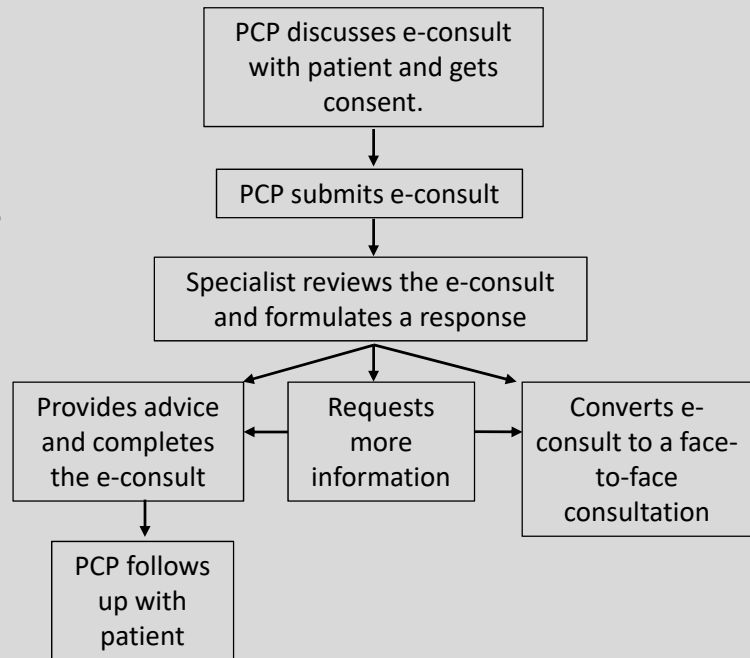 PCP discusses e-consult
with patient and gets
consent.
PCP submits e-consult
Specialist reviews the e-consult
and formulates a response
Provides advice
and completes
the e-consult
Requests
more
information
Converts e-
consult to a face-
to-face
consultation
PCP follows
up with
patient